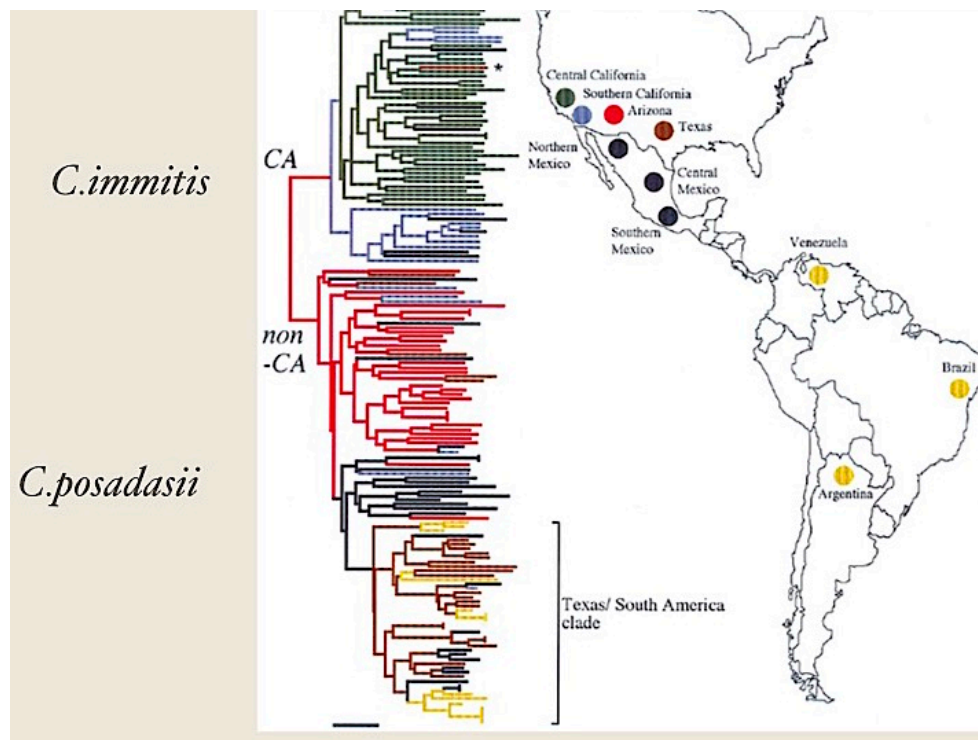 C.immitis
C.posadasii
CA
non
-CA
*
Texas/ South America
clade
Central California
Southern California
Arizona
Texas
Northern
Mexico
Central
Mexico
Southern
Mexico
Venezuela
Brazil
Argentina